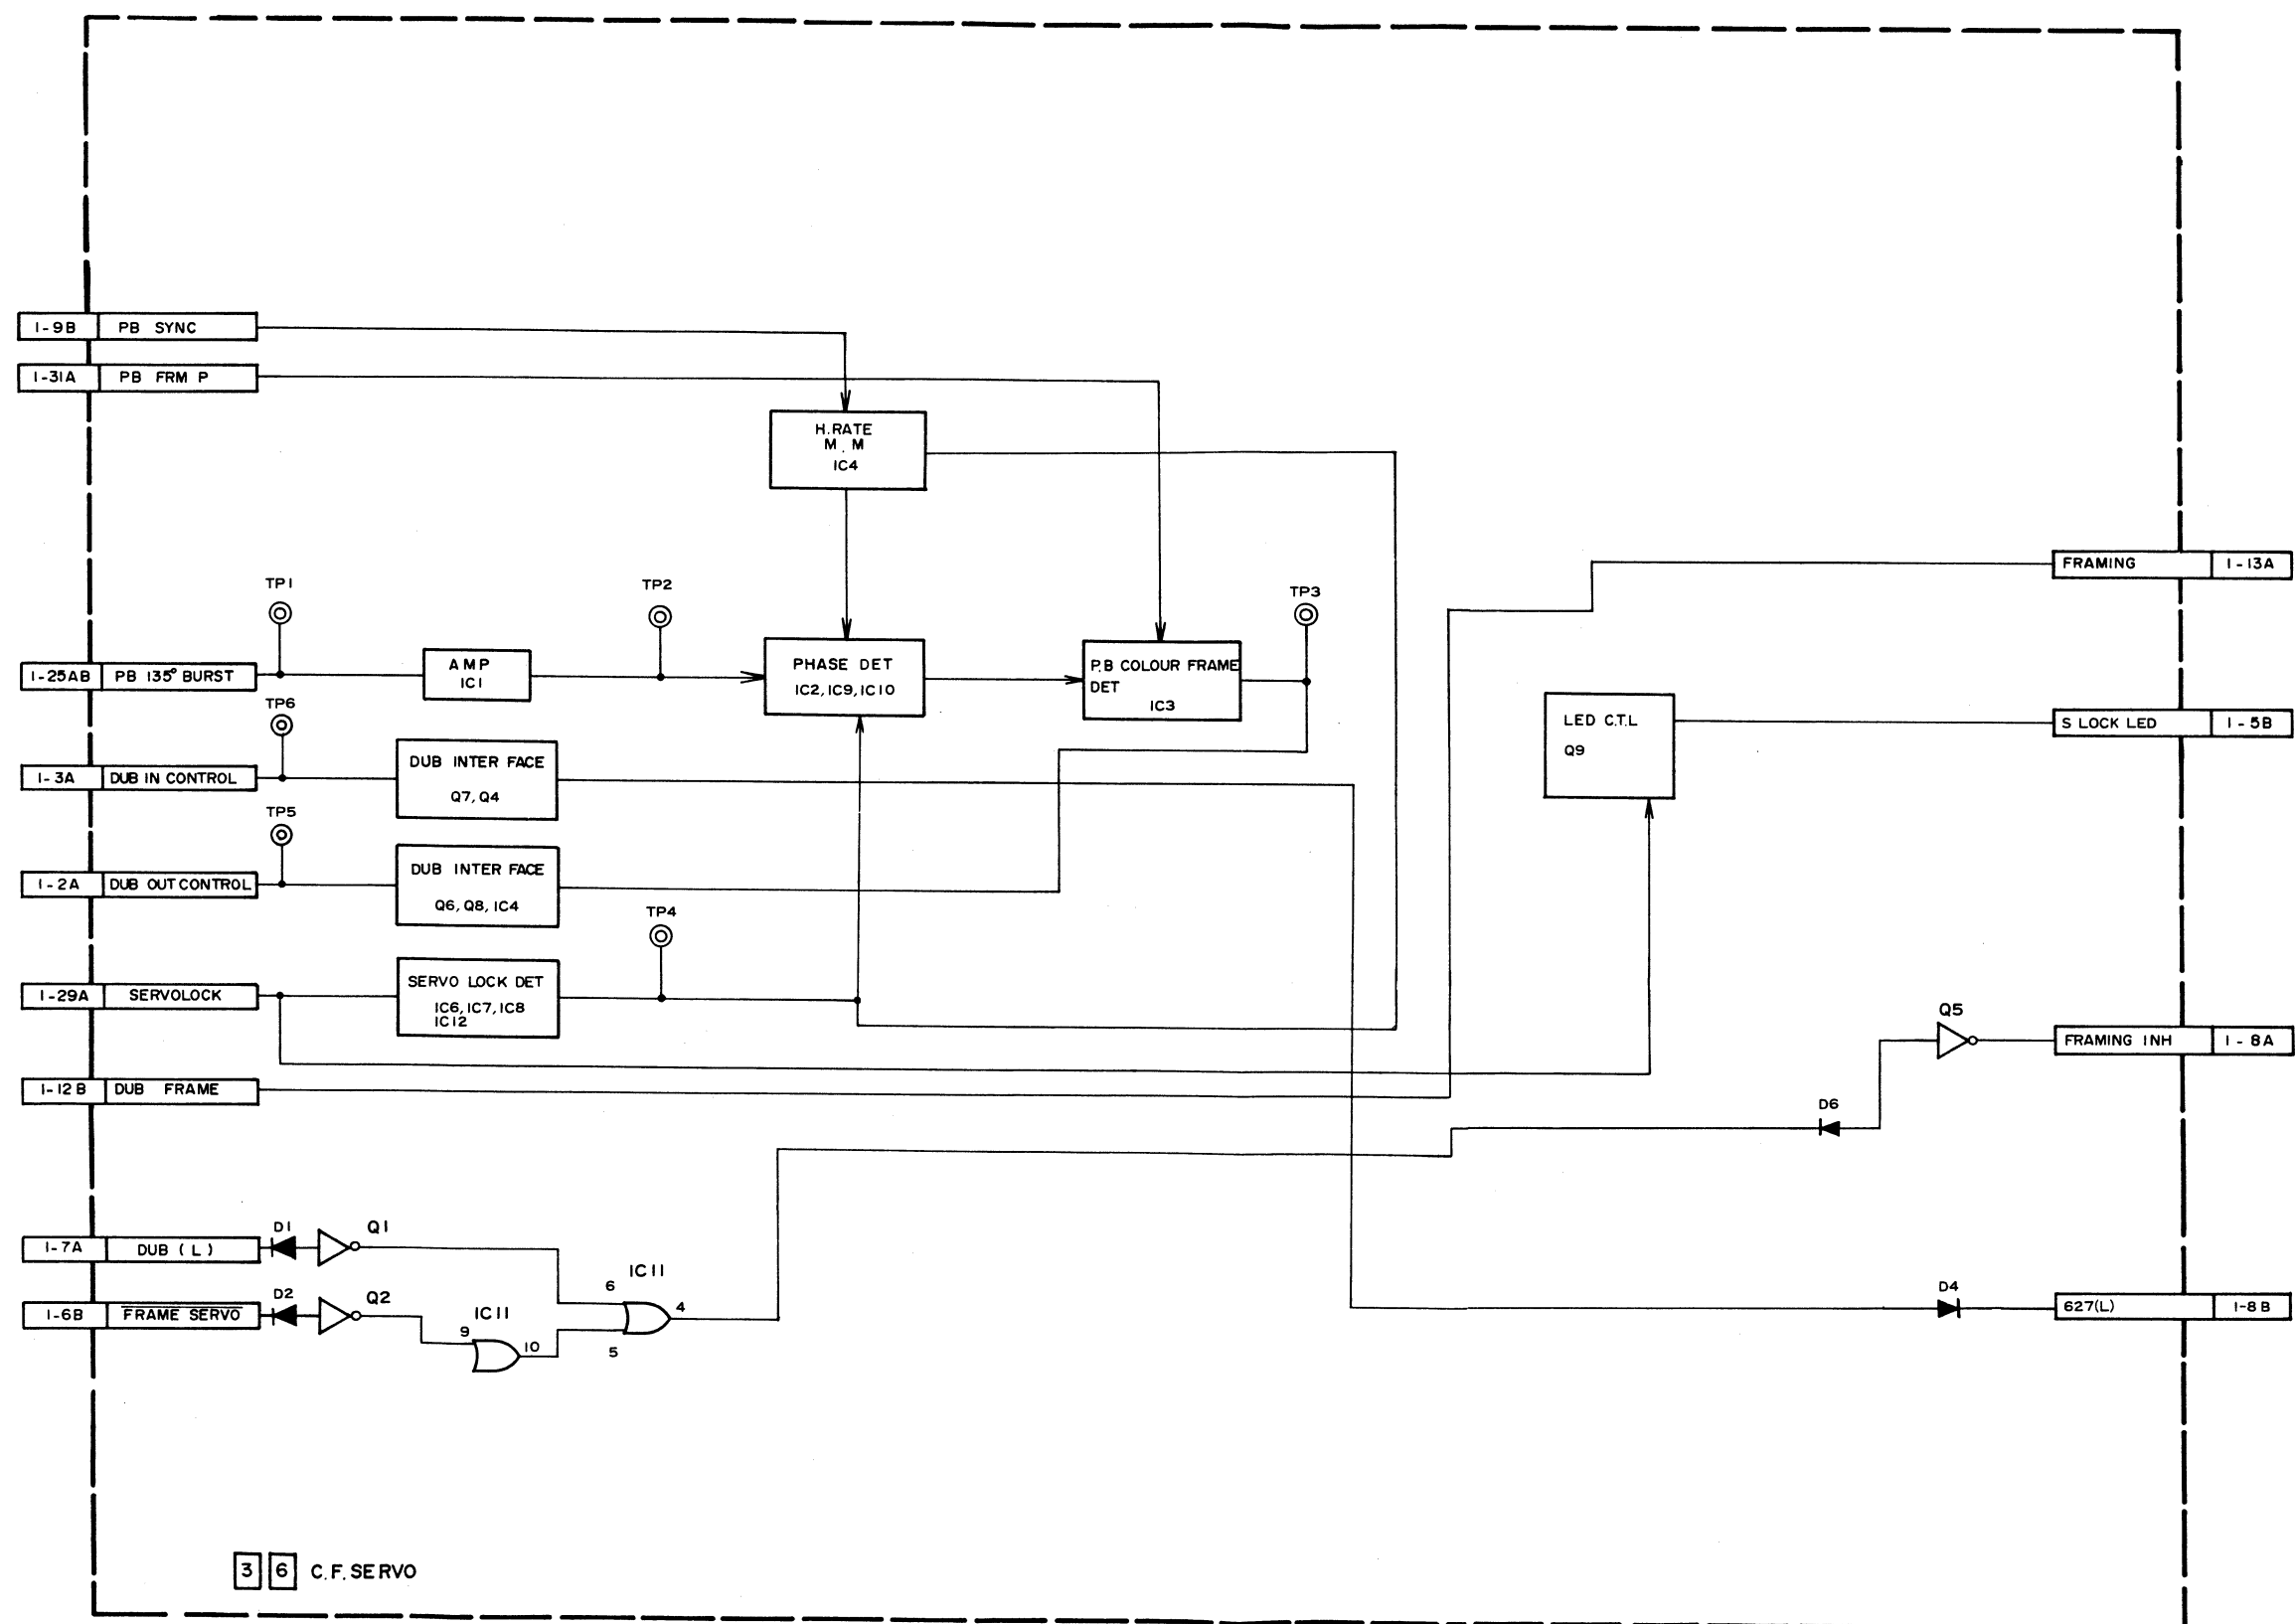 1-9B PB SYNC
1-31A PB FRM P
H.RATE
M.M
IC4
FRAMING 1-13A
TP1
TP2
TP3
1-25AB PB 135° BURST
AMP
IC1
PHASE DET
IC2, IC9, IC10
P.B COLOUR FRAME
DET
IC3
TP6
LED C.T.L
Q9
S LOCK LED 1-5B
1-3A DUB IN CONTROL
DUB INTER FACE
Q7, Q4
TP5
1-2A DUB OUT CONTROL
DUB INTER FACE
Q6, Q8, IC4
TP4
1-29A SERVOLOCK
SERVO LOCK DET
IC6, IC7, IC8
IC12
Q5
FRAMING INH 1-8A
1-12B DUB FRAME
D6
D1 Q1
1-7A DUB (L)
IC11
6
4
5
D2 Q2
1-6B FRAME SERVO
IC11
9
10
D4
627(L) 1-8B
3 6 C.F. SERVO